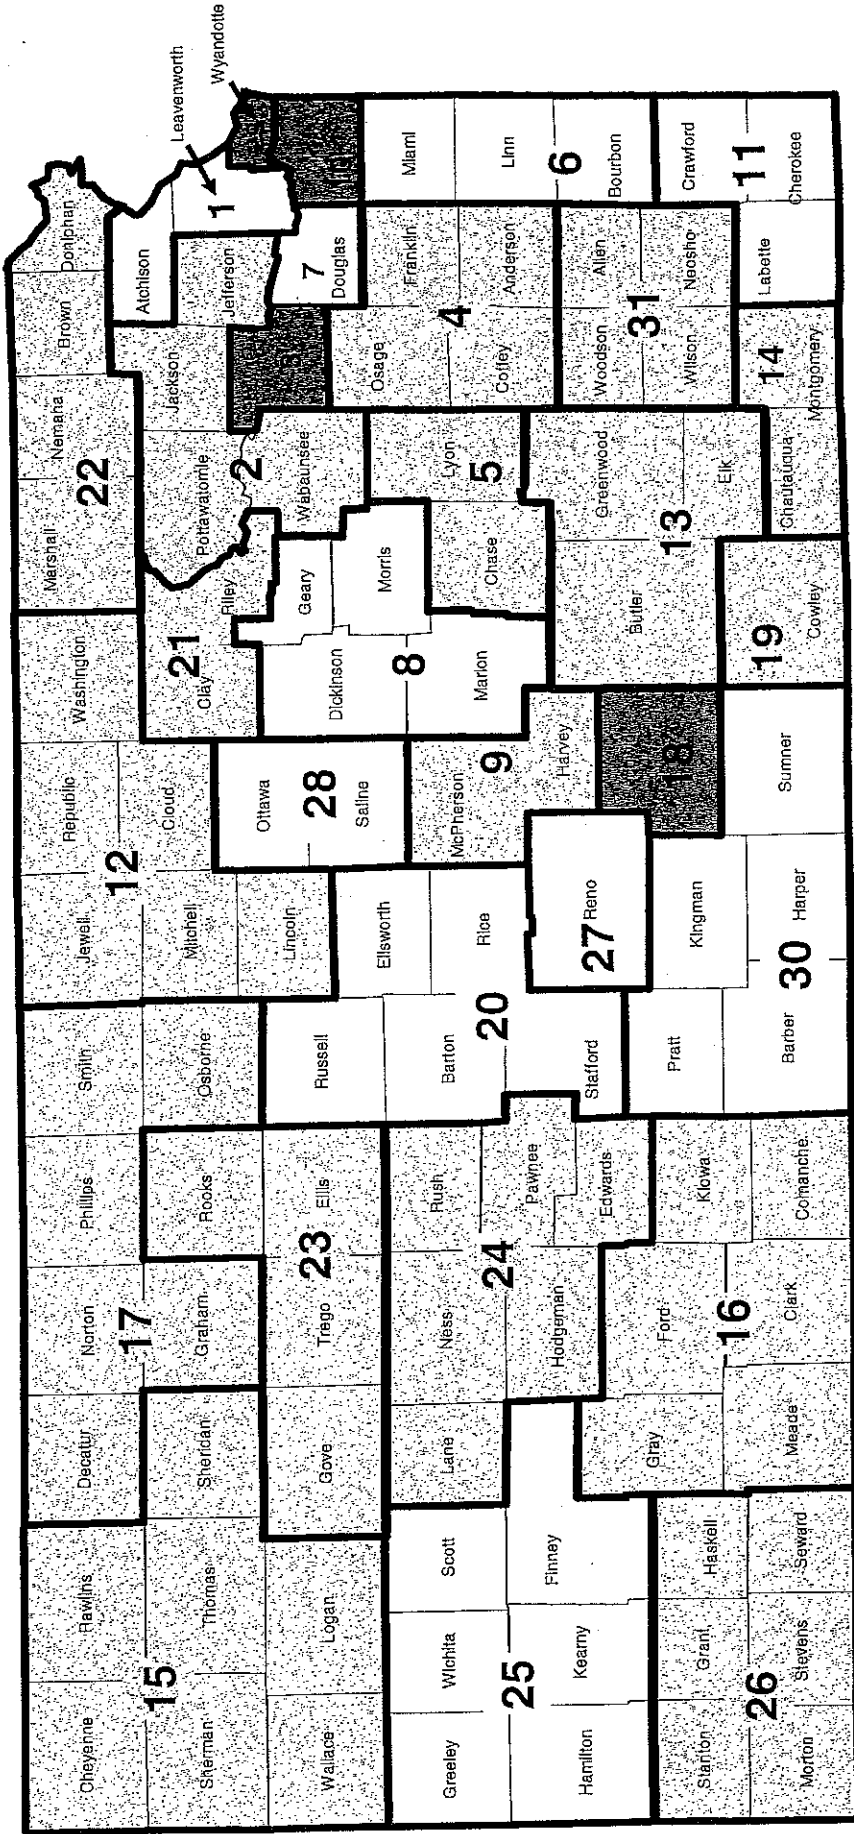 Cheyenne
Rawlins
Decatur
Norton
Phillips
Smith
Jewell
Republic
Washington
Marshall
Nemaha
Brown
Doniphan
15
17
12
22
Sherman
Thomas
Sheridan
Graham
Rooks
Osborne
Mitchell
Cloud
Clay
Riley
Pottawatomie
Jackson
Atchison
Jefferson
Leavenworth
Wyandotte
21
2
1
Wallace
Logan
Gove
Trego
Ellis
Russell
Lincoln
Ottawa
Saline
Dickinson
Geary
Morris
Wabaunsee
Douglas
23
28
8
7
Greeley
Wichita
Scott
Lane
Ness
Rush
Barton
Ellsworth
Rice
McPherson
Marion
Chase
Lyon
Osage
Franklin
Miami
25
24
20
9
5
4
6
Hamilton
Kearny
Finney
Hodgeman
Pawnee
Edwards
Stafford
Reno
Harvey
Butler
Greenwood
Coffey
Anderson
Linn
27
18
13
31
Stanton
Grant
Haskell
Gray
Ford
Kiowa
Pratt
Kingman
Elk
Woodson
Allen
Wilson
Neosho
Bourbon
Crawford
26
16
30
19
14
11
Morton
Stevens
Seward
Meade
Clark
Comanche
Barber
Harper
Sumner
Cowley
Chautauqua
Montgomery
Labette
Cherokee